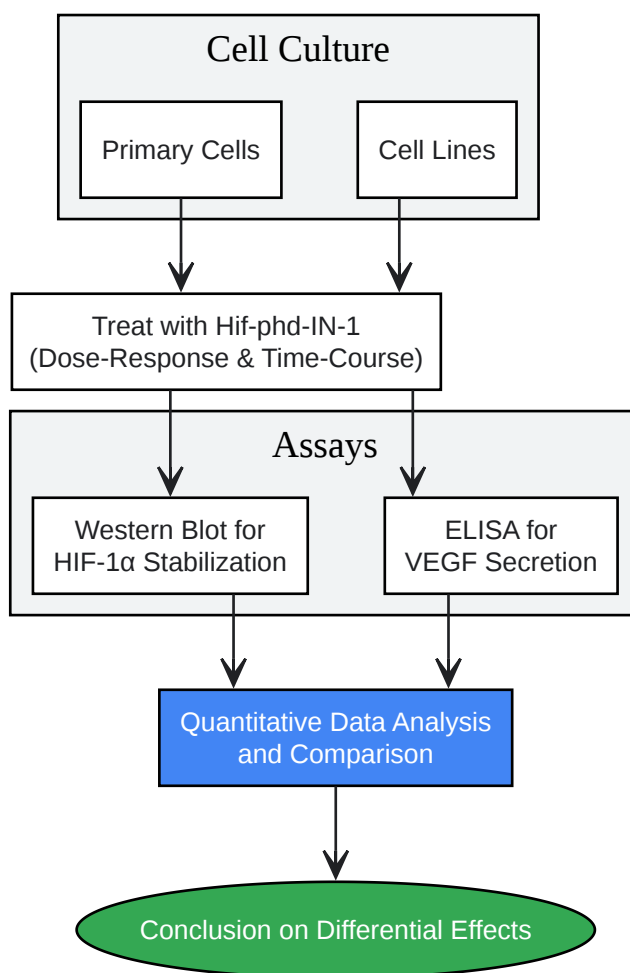 Cell Culture
Primary Cells
Cell Lines
Treat with Hif-phd-IN-1
(Dose-Response & Time-Course)
Assays
Western Blot for
HIF-1α Stabilization
ELISA for
VEGF Secretion
Quantitative Data Analysis
and Comparison
Conclusion on Differential Effects